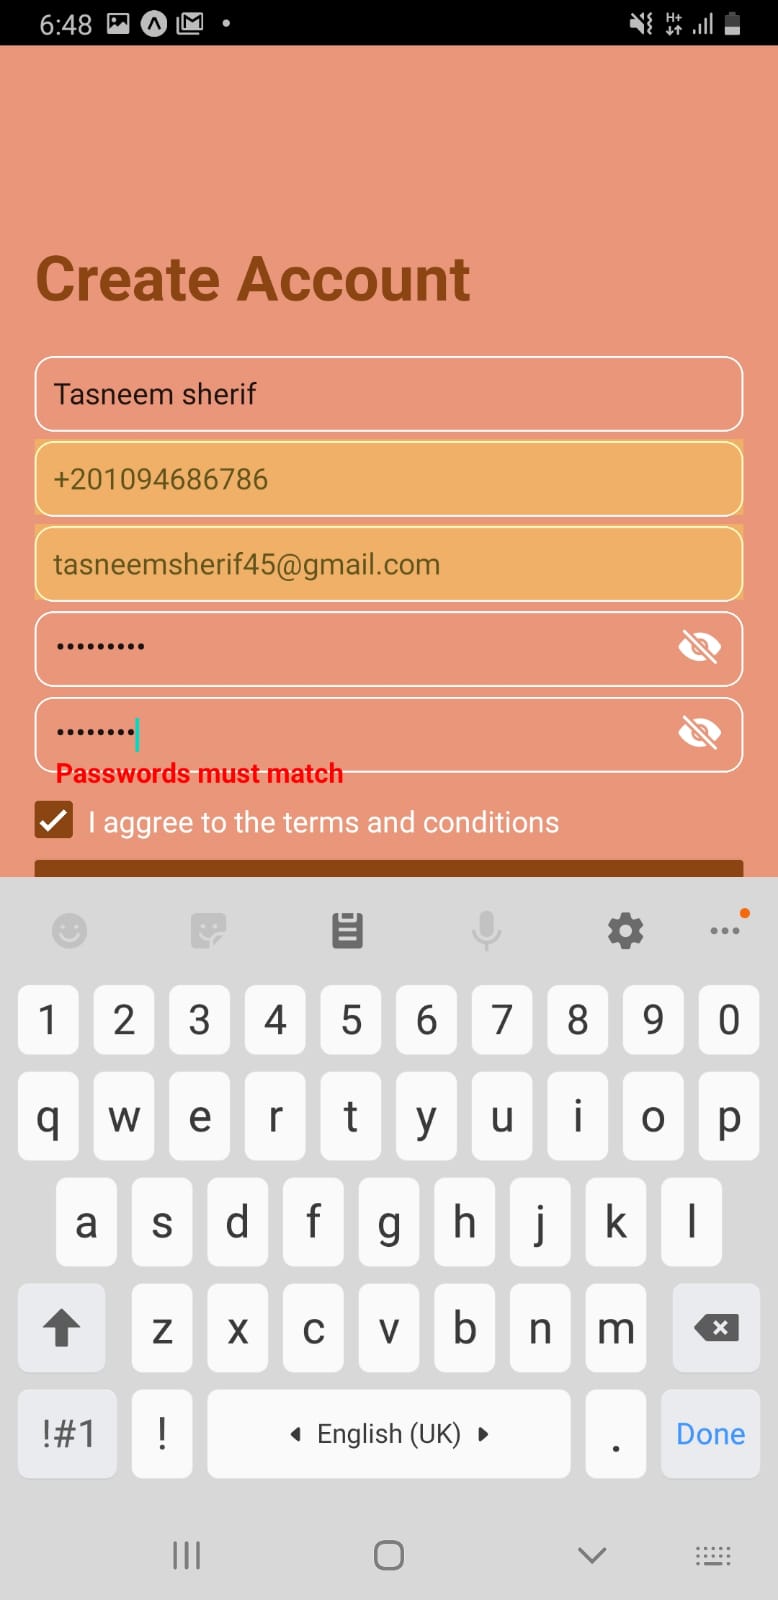 6:48
H+
Create Account
Tasneem sherif
+201094686786
tasneemsherif45@gmail.com
•••••••••
••••••••
Passwords must match
I aggree to the terms and conditions
1 2 3 4 5 6 7 8 9 0
q w e r t y u i o p
a s d f g h j k l
z x c v b n m
!#1 ! English (UK) . Done